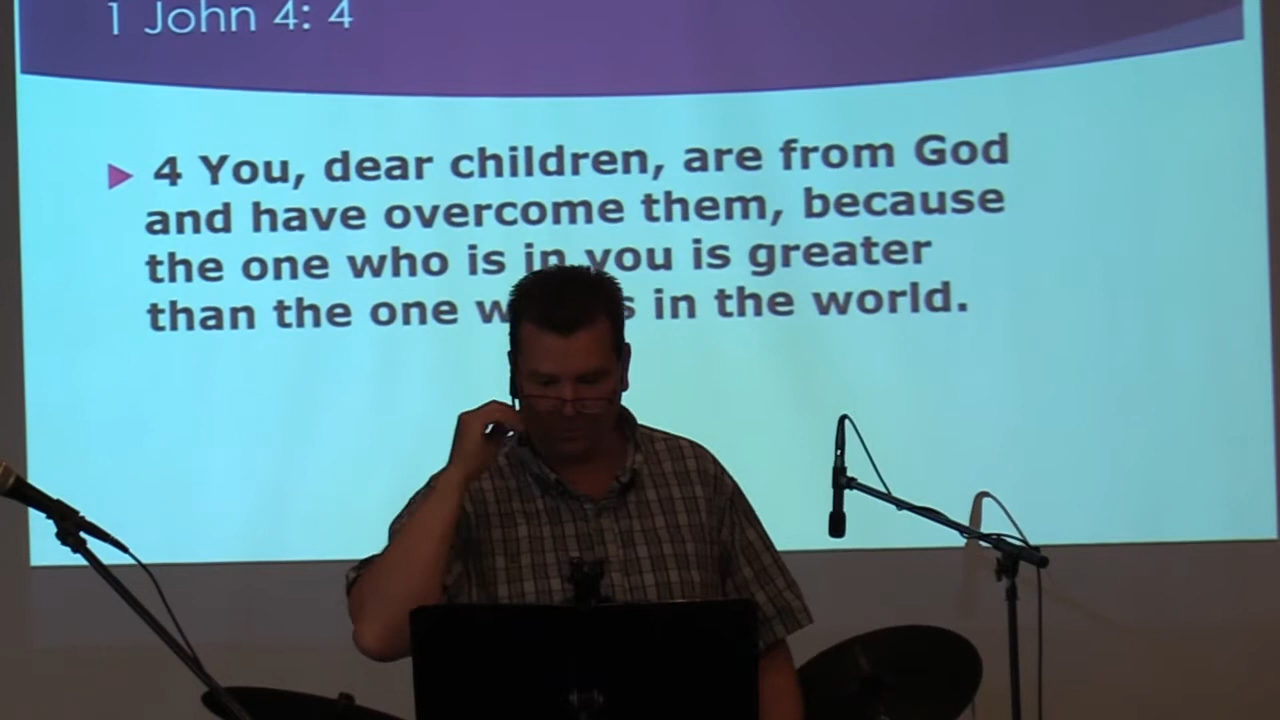 1 John 4: 4
4 You, dear children, are from God
and have overcome them, because
the one who is in you is greater
than the one in the world.